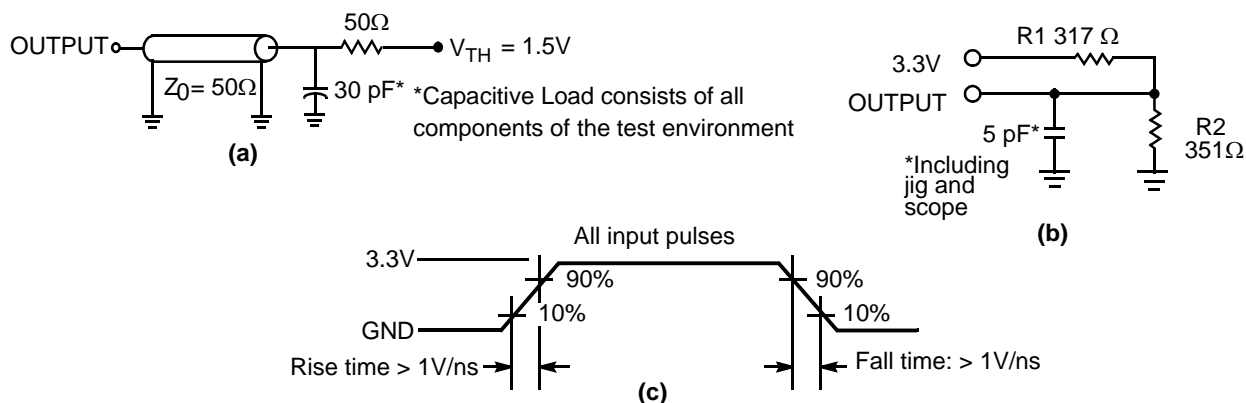 50Ω
OUTPUT
V_TH = 1.5V
Z0 = 50Ω
30 pF*
*Capacitive Load consists of all
components of the test environment
(a)
R1 317 Ω
3.3V
OUTPUT
5 pF*
R2
351Ω
*Including
jig and
scope
(b)
All input pulses
3.3V
90%
90%
10%
10%
GND
Rise time > 1V/ns
Fall time: > 1V/ns
(c)